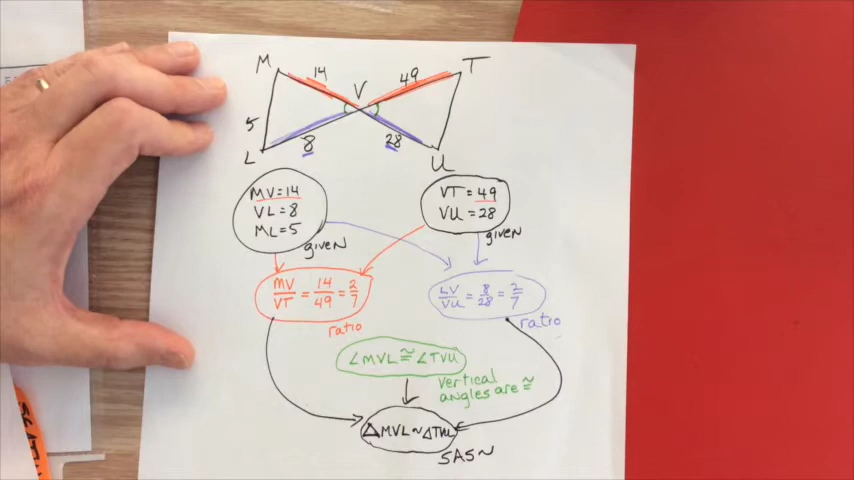 M 14 V 49 T
5
L 8 28 U
MV=14
VL=8
ML=5
given
VT=49
VU=28
given
MV/VT = 14/49 = 2/7
ratio
LV/VU = 8/28 = 2/7
ratio
∠MVL ≅ ∠TVU
vertical
angles are ≅
△MVL ~ △TVU
SAS~